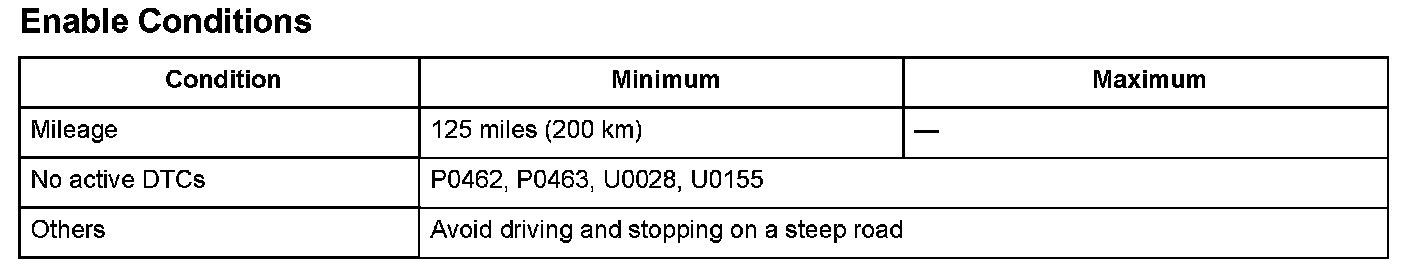 Enable Conditions
Condition Minimum Maximum
Mileage 125 miles (200 km) —
No active DTCs P0462, P0463, U0028, U0155
Others Avoid driving and stopping on a steep road